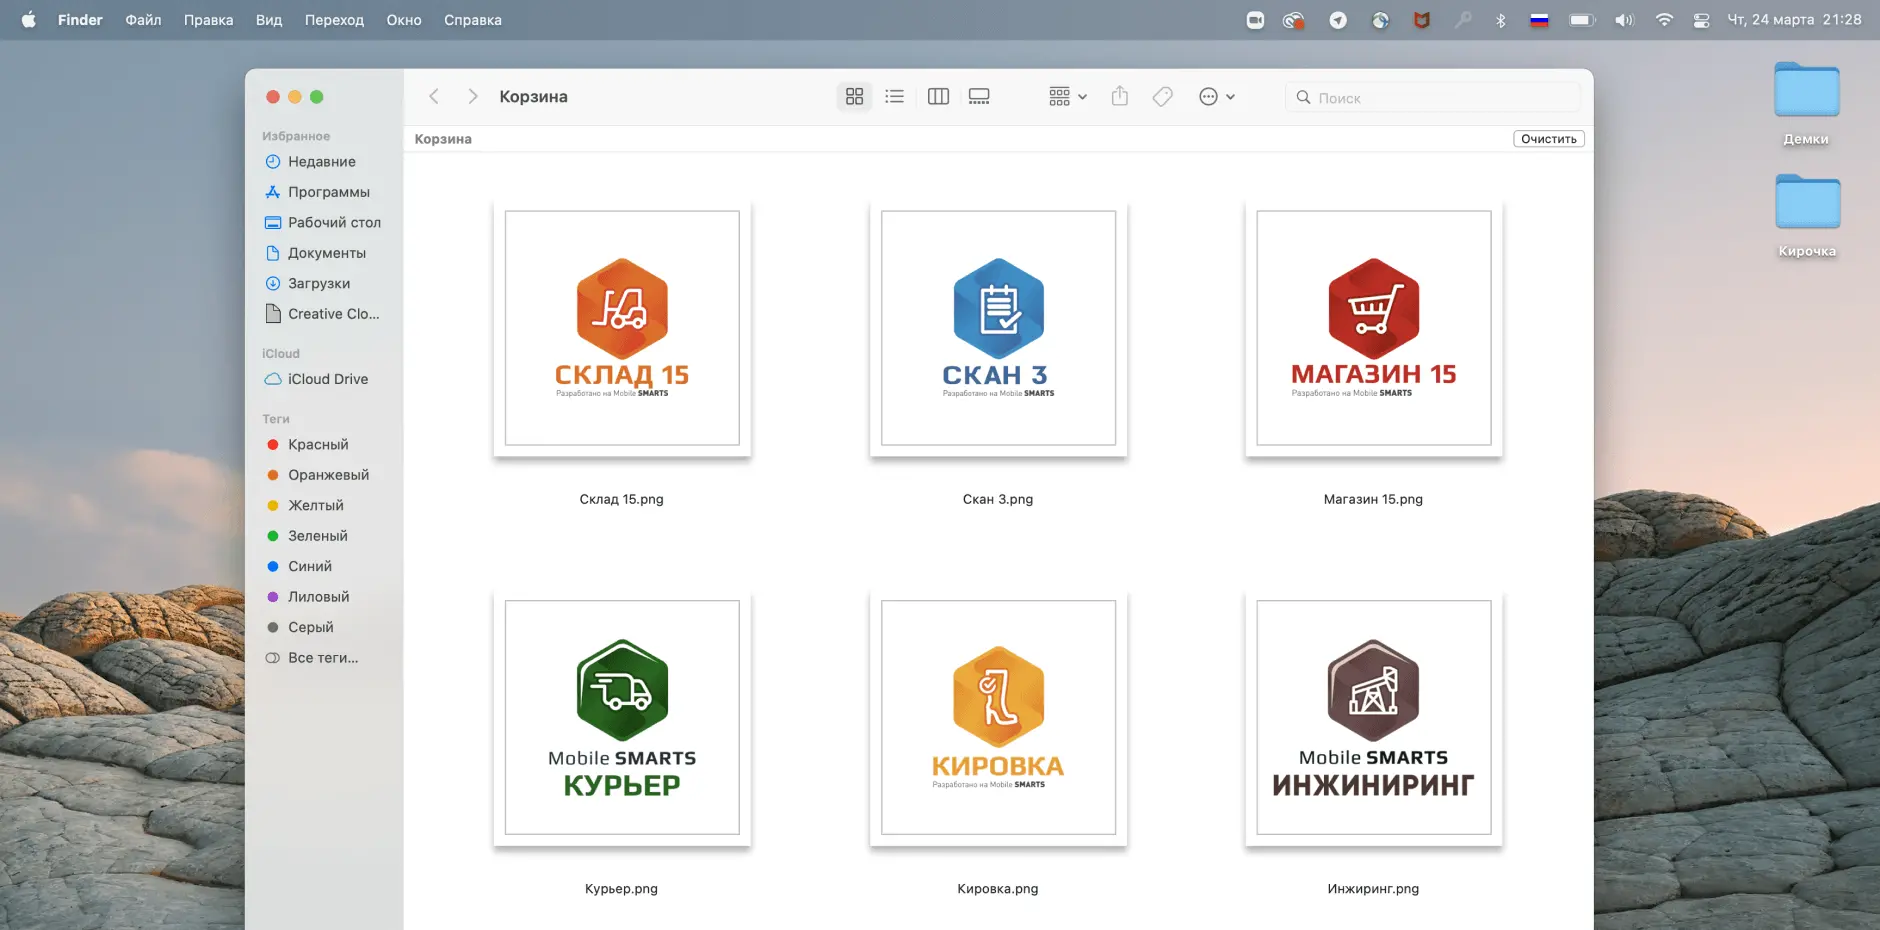 Finder Файл Правка Вид Переход Окно Справка
Чт, 24 марта 21:28
Корзина
Поиск
Корзина
Очистить
Избранное
Недавние
Программы
Рабочий стол
Документы
Загрузки
Creative Clo...
iCloud
iCloud Drive
Теги
Красный
Оранжевый
Желтый
Зеленый
Синий
Лиловый
Серый
Все теги...
СКЛАД 15
Разработано на Mobile SMARTS
Склад 15.png
СКАН 3
Разработано на Mobile SMARTS
Скан 3.png
МАГАЗИН 15
Разработано на Mobile SMARTS
Магазин 15.png
Mobile SMARTS
КУРЬЕР
Курьер.png
КИРОВКА
Разработано на Mobile SMARTS
Кировка.png
Mobile SMARTS
ИНЖИНИРИНГ
Инжиринг.png
Демки
Кирочка